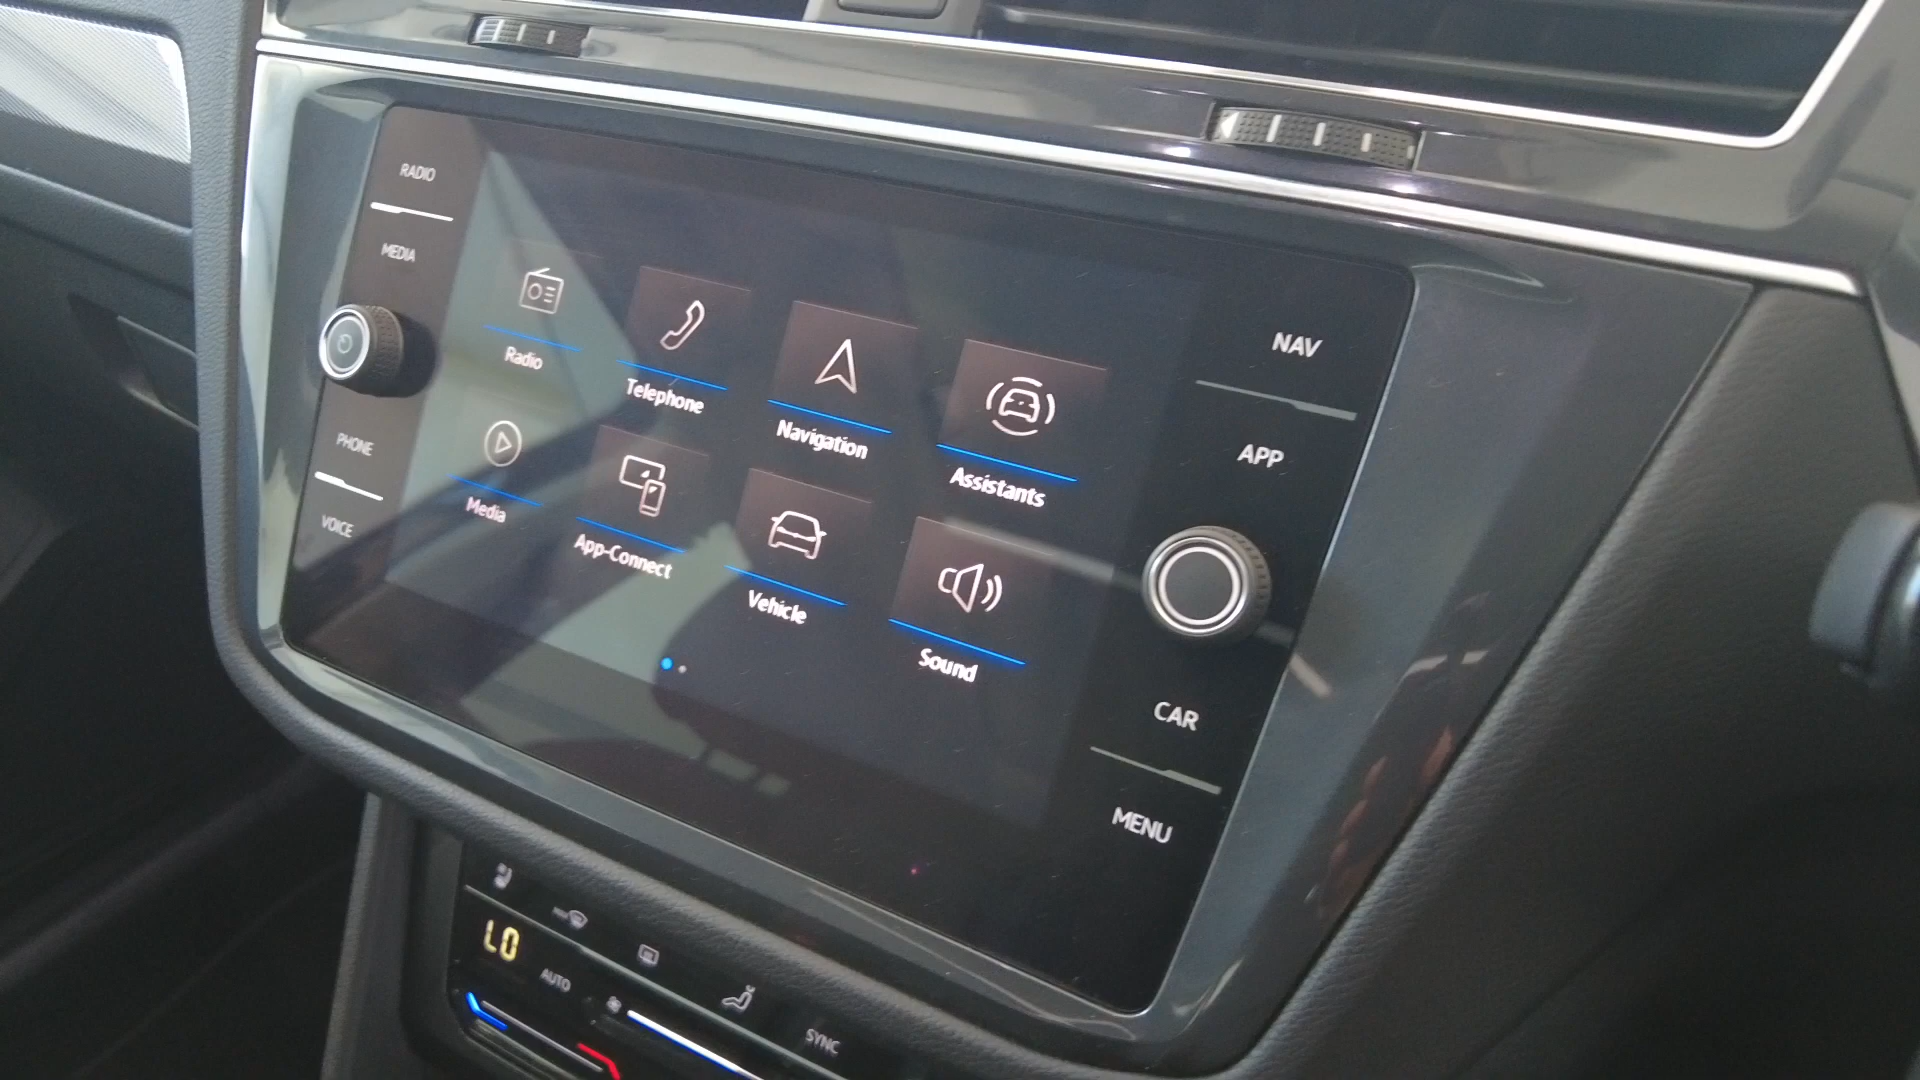 RADIO
MEDIA
PHONE
VOICE
Radio
Telephone
Navigation
Assistants
Media
App-Connect
Vehicle
Sound
NAV
APP
CAR
MENU
LO
AUTO
SYNC